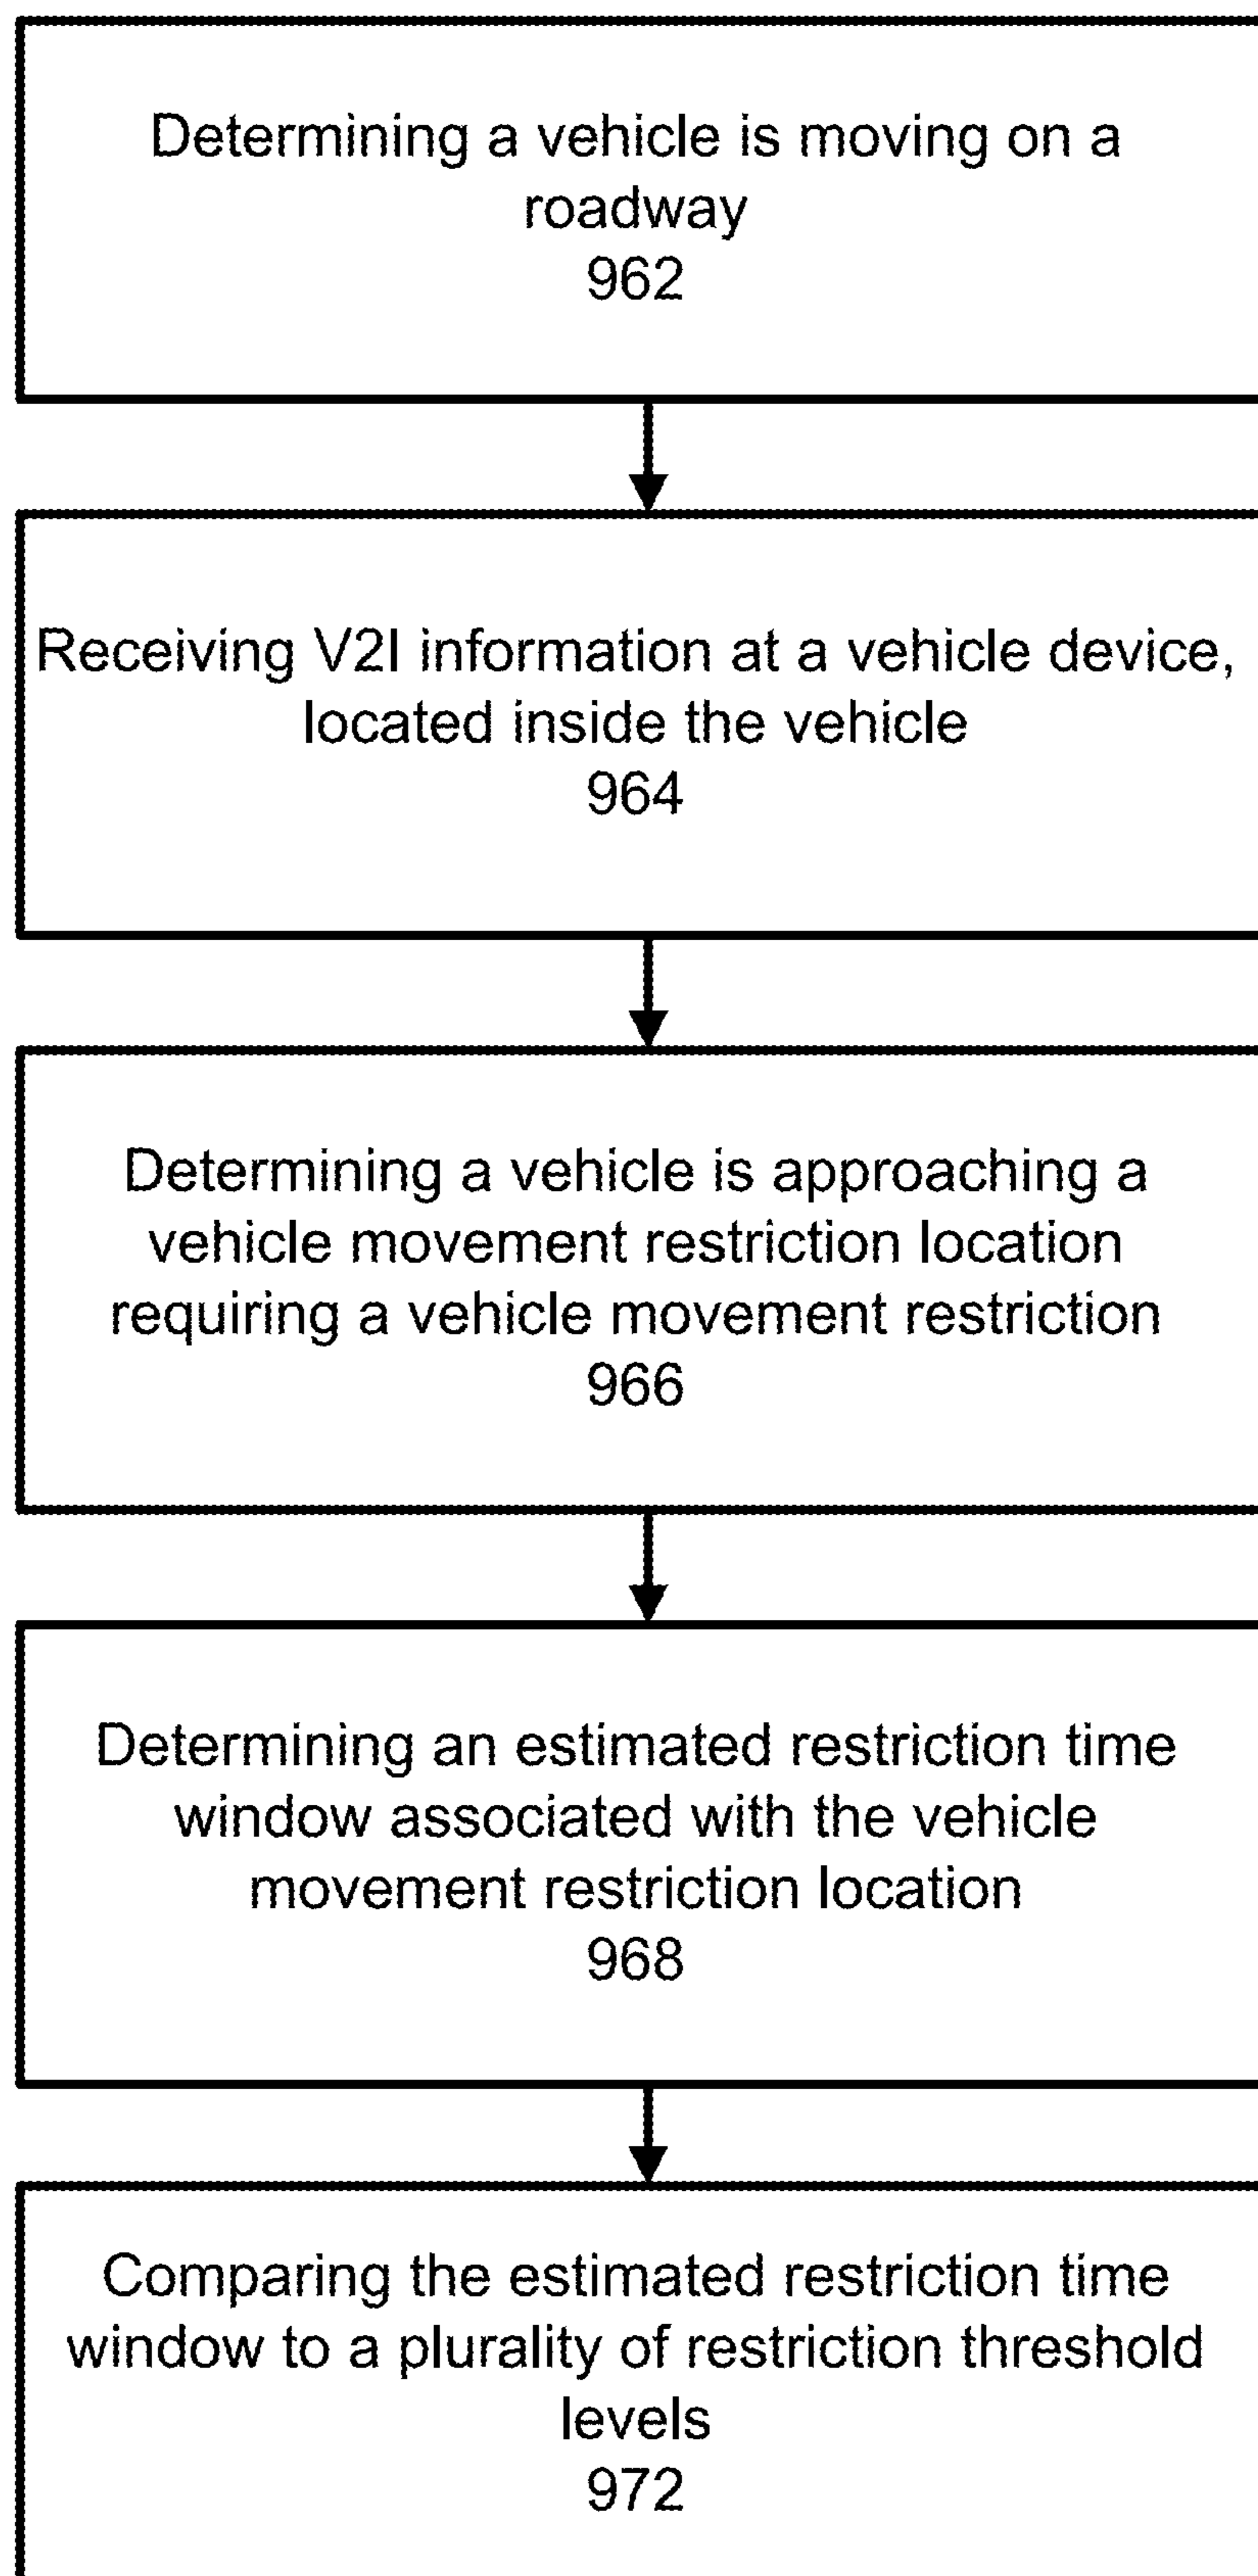 Determining a vehicle is moving on a
roadway
962
Receiving V2I information at a vehicle device,
located inside the vehicle
964
Determining a vehicle is approaching a
vehicle movement restriction location
requiring a vehicle movement restriction
966
Determining an estimated restriction time
window associated with the vehicle
movement restriction location
968
Comparing the estimated restriction time
window to a plurality of restriction threshold
levels
972